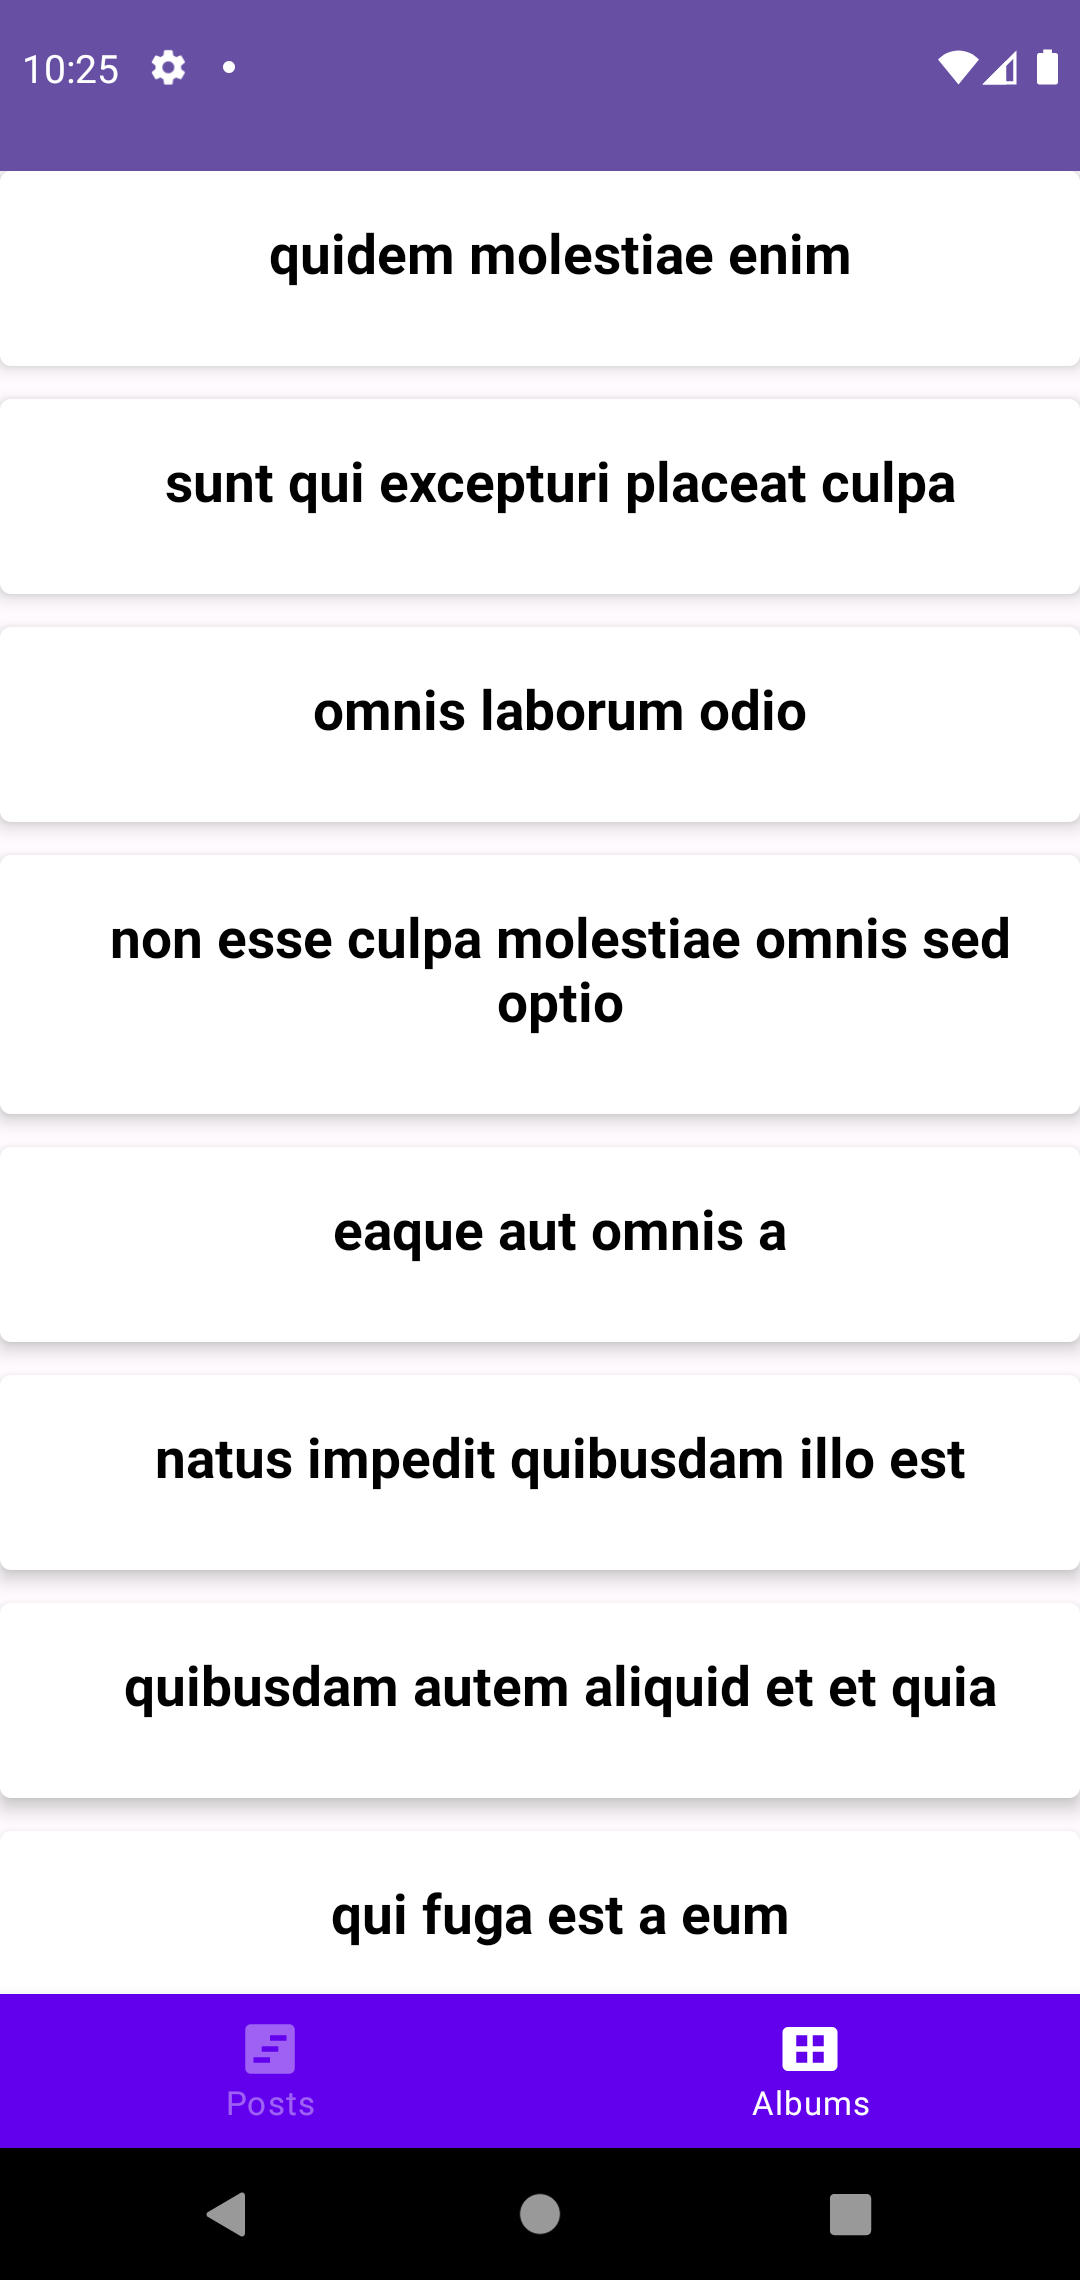 10:25
quidem molestiae enim
sunt qui excepturi placeat culpa
omnis laborum odio
non esse culpa molestiae omnis sed
optio
eaque aut omnis a
natus impedit quibusdam illo est
quibusdam autem aliquid et et quia
qui fuga est a eum
Posts
Albums